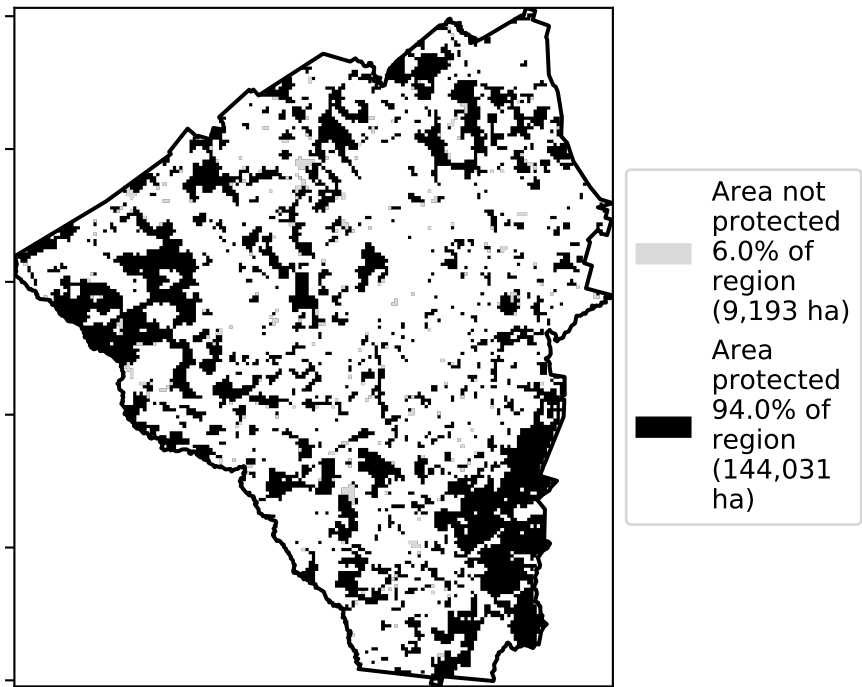 Area not
protected
6.0% of
region
(9,193 ha)
Area
protected
94.0% of
region
(144,031
ha)